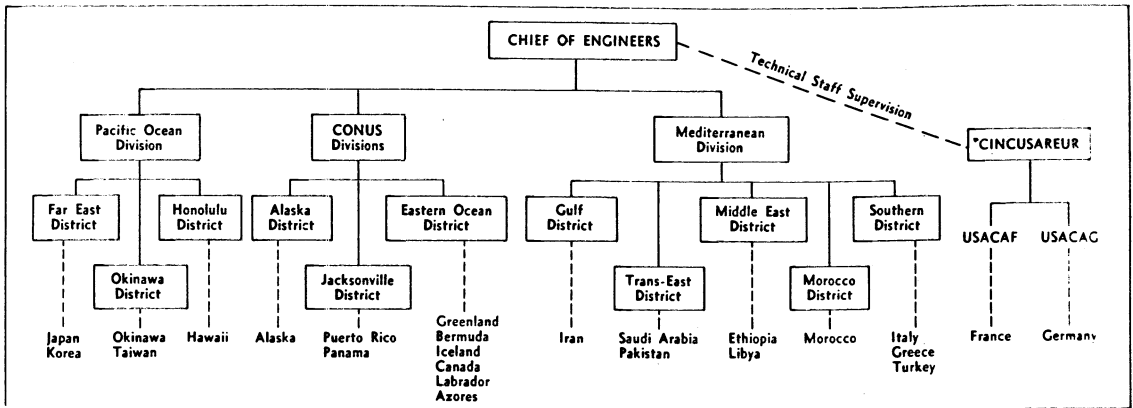 CHIEF OF ENGINEERS
Technical Staff Supervision
Pacific Ocean
Division
CONUS
Divisions
Mediterranean
Division
*CINCUSAREUR
Far East
District
Honolulu
District
Alaska
District
Eastern Ocean
District
Gulf
District
Middle East
District
Southern
District
USACAF
USACAG
Okinawa
District
Jacksonville
District
Trans-East
District
Morocco
District
Japan
Korea
Okinawa
Taiwan
Hawaii
Alaska
Puerto Rico
Panama
Greenland
Bermuda
Iceland
Canada
Labrador
Azores
Iran
Saudi Arabia
Pakistan
Ethiopia
Libya
Morocco
Italy
Greece
Turkey
France
Germany